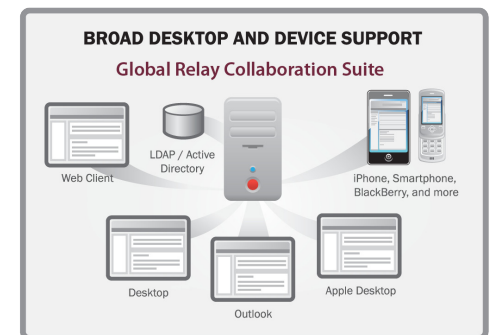 BROAD DESKTOP AND DEVICE SUPPORT
Global Relay Collaboration Suite
Web Client
LDAP / Active
Directory
iPhone, Smartphone,
BlackBerry, and more
Desktop
Outlook
Apple Desktop